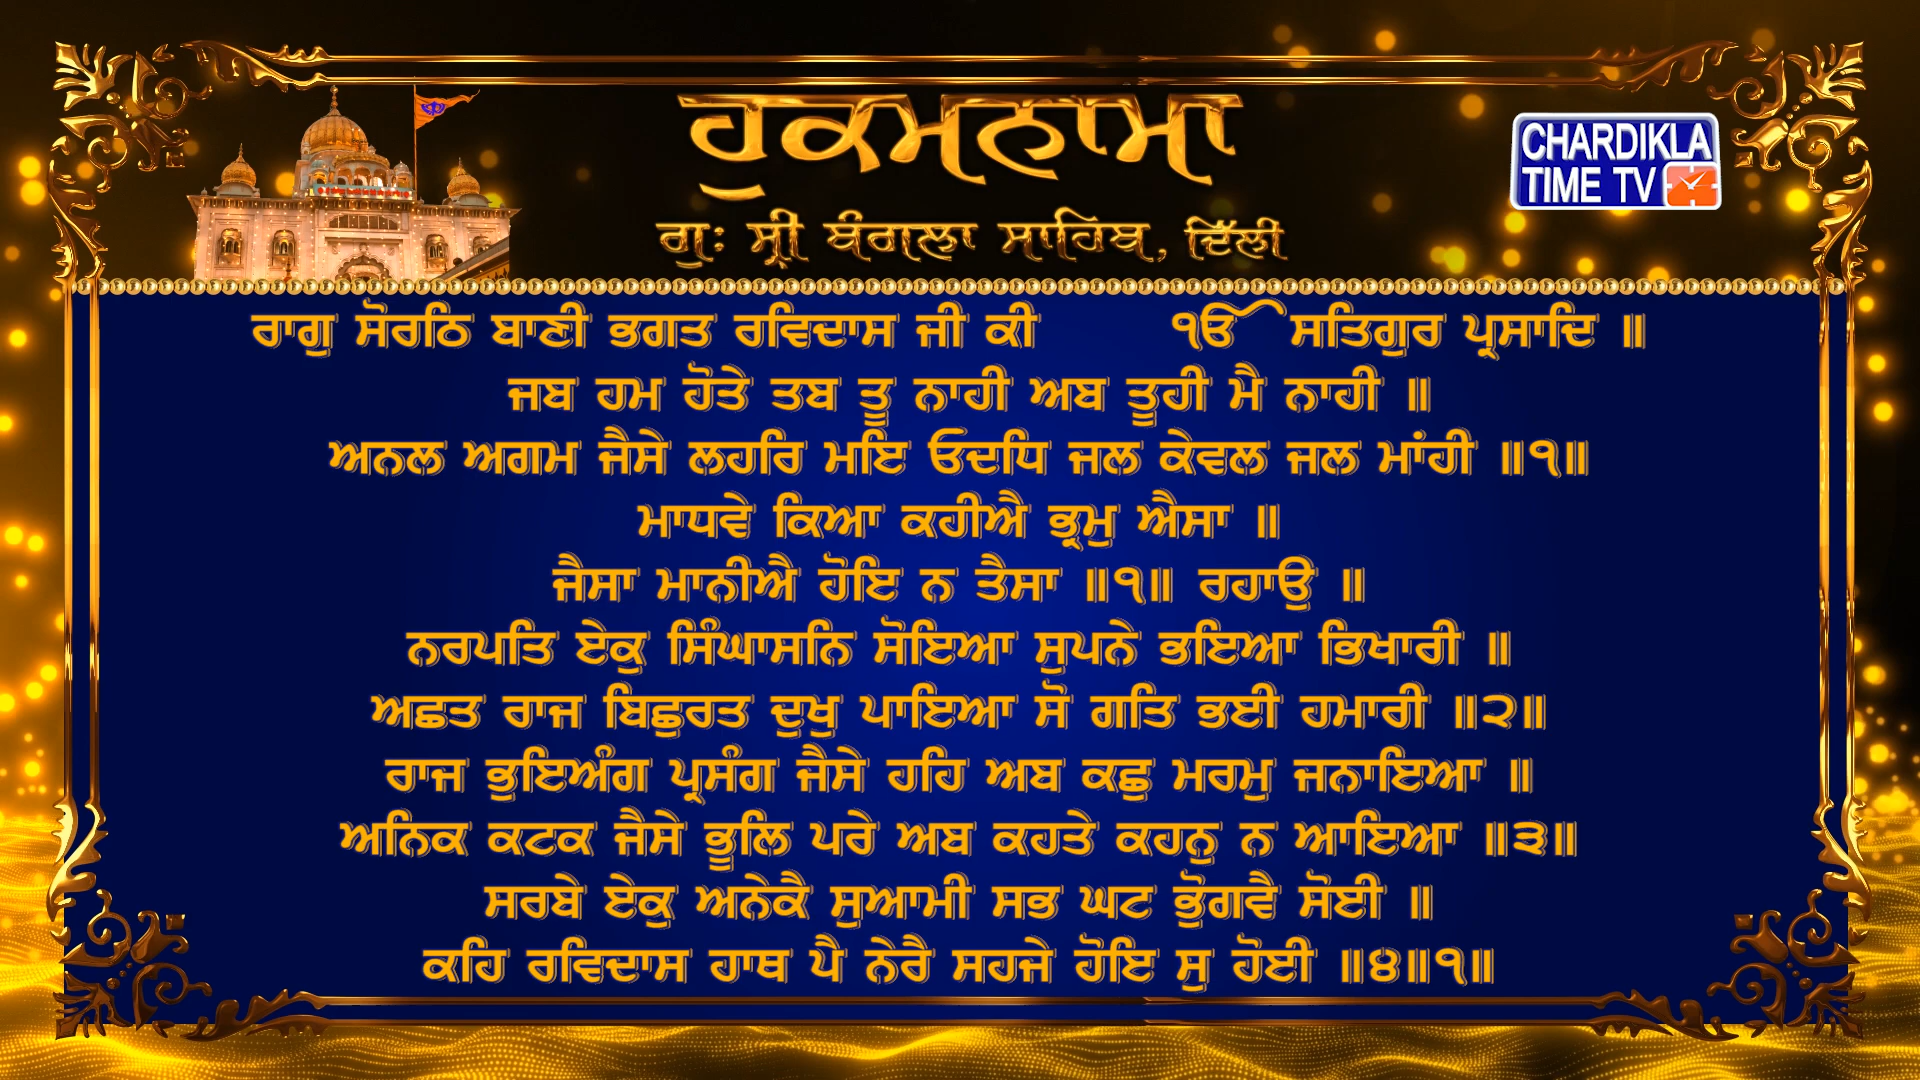 ਹੁਕਮਨਾਮਾ
ਗੁਃ ਸ੍ਰੀ ਬੰਗਲਾ ਸਾਹਿਬ, ਦਿੱਲੀ
CHARDIKLA
TIME TV
ਰਾਗੁ ਸੋਰਠਿ ਬਾਣੀ ਭਗਤ ਰਵਿਦਾਸ ਜੀ ਕੀ ੴ ਸਤਿਗੁਰ ਪ੍ਰਸਾਦਿ ॥
ਜਬ ਹਮ ਹੋਤੇ ਤਬ ਤੂ ਨਾਹੀ ਅਬ ਤੂਹੀ ਮੈ ਨਾਹੀ ॥
ਅਨਲ ਅਗਮ ਜੈਸੇ ਲਹਰਿ ਮਇ ਓਦਧਿ ਜਲ ਕੇਵਲ ਜਲ ਮਾਂਹੀ ॥੧॥
ਮਾਧਵੇ ਕਿਆ ਕਹੀਐ ਭ੍ਰਮੁ ਐਸਾ ॥
ਜੈਸਾ ਮਾਨੀਐ ਹੋਇ ਨ ਤੈਸਾ ॥੧॥ ਰਹਾਉ ॥
ਨਰਪਤਿ ਏਕੁ ਸਿੰਘਾਸਨਿ ਸੋਇਆ ਸੁਪਨੇ ਭਇਆ ਭਿਖਾਰੀ ॥
ਅਛਤ ਰਾਜ ਬਿਛੁਰਤ ਦੁਖੁ ਪਾਇਆ ਸੋ ਗਤਿ ਭਈ ਹਮਾਰੀ ॥੨॥
ਰਾਜ ਭੁਇਅੰਗ ਪ੍ਰਸੰਗ ਜੈਸੇ ਹਹਿ ਅਬ ਕਛੁ ਮਰਮੁ ਜਨਾਇਆ ॥
ਅਨਿਕ ਕਟਕ ਜੈਸੇ ਭੂਲਿ ਪਰੇ ਅਬ ਕਹਤੇ ਕਹਨੁ ਨ ਆਇਆ ॥੩॥
ਸਰਬੇ ਏਕੁ ਅਨੇਕੈ ਸੁਆਮੀ ਸਭ ਘਟ ਭੋੁਗਵੈ ਸੋਈ ॥
ਕਹਿ ਰਵਿਦਾਸ ਹਾਥ ਪੈ ਨੇਰੈ ਸਹਜੇ ਹੋਇ ਸੁ ਹੋਈ ॥੪॥੧॥